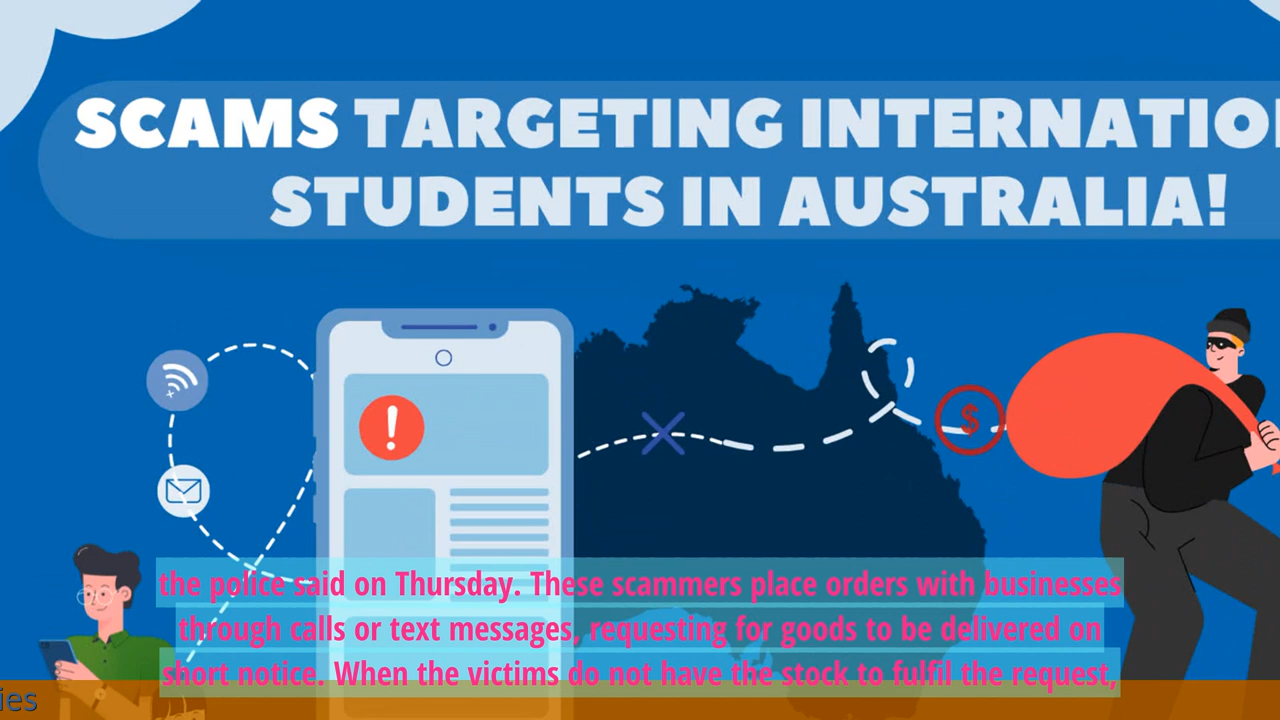 SCAMS TARGETING INTERNATIO
STUDENTS IN AUSTRALIA!
the police said on Thursday. These scammers place orders with businesses
through calls or text messages, requesting for goods to be delivered on
short notice. When the victims do not have the stock to fulfil the request,
ies